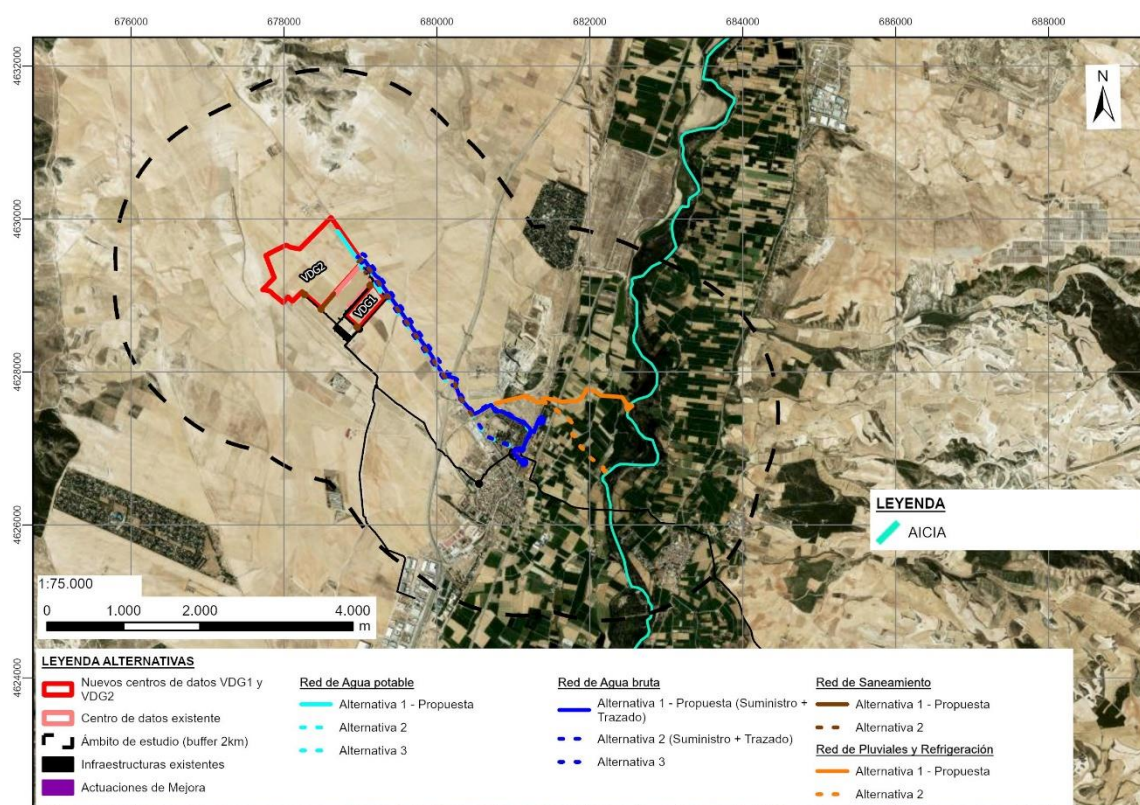 676000 678000 680000 682000 684000 686000 688000
4632000
N
4630000
VDG2
VDG1
4628000
4626000
LEYENDA
AICIA
1:75.000
0 1.000 2.000 4.000
m
4624000
LEYENDA ALTERNATIVAS
Nuevos centros de datos VDG1 y
VDG2
Centro de datos existente
Ámbito de estudio (buffer 2km)
Infraestructuras existentes
Actuaciones de Mejora
Red de Agua potable
Alternativa 1 - Propuesta
Alternativa 2
Alternativa 3
Red de Agua bruta
Alternativa 1 - Propuesta (Suministro +
Trazado)
Alternativa 2 (Suministro + Trazado)
Alternativa 3
Red de Saneamiento
Alternativa 1 - Propuesta
Alternativa 2
Red de Pluviales y Refrigeración
Alternativa 1 - Propuesta
Alternativa 2